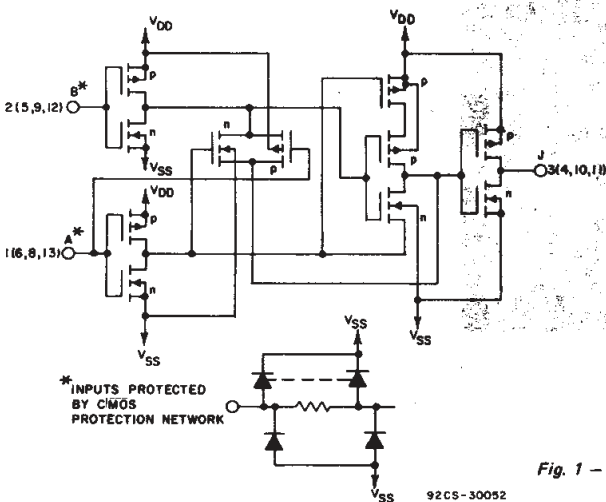 VDD
VDD
B*
p
p
2(5,9,12)
n
n
p
p
p
J
3(4,10,11)
VSS
VDD
n
n
A*
p
1(6,8,13)
n
VSS
VSS
VSS
* INPUTS PROTECTED
BY CMOS
PROTECTION NETWORK
VSS
92CS-30052
Fig. 1 –